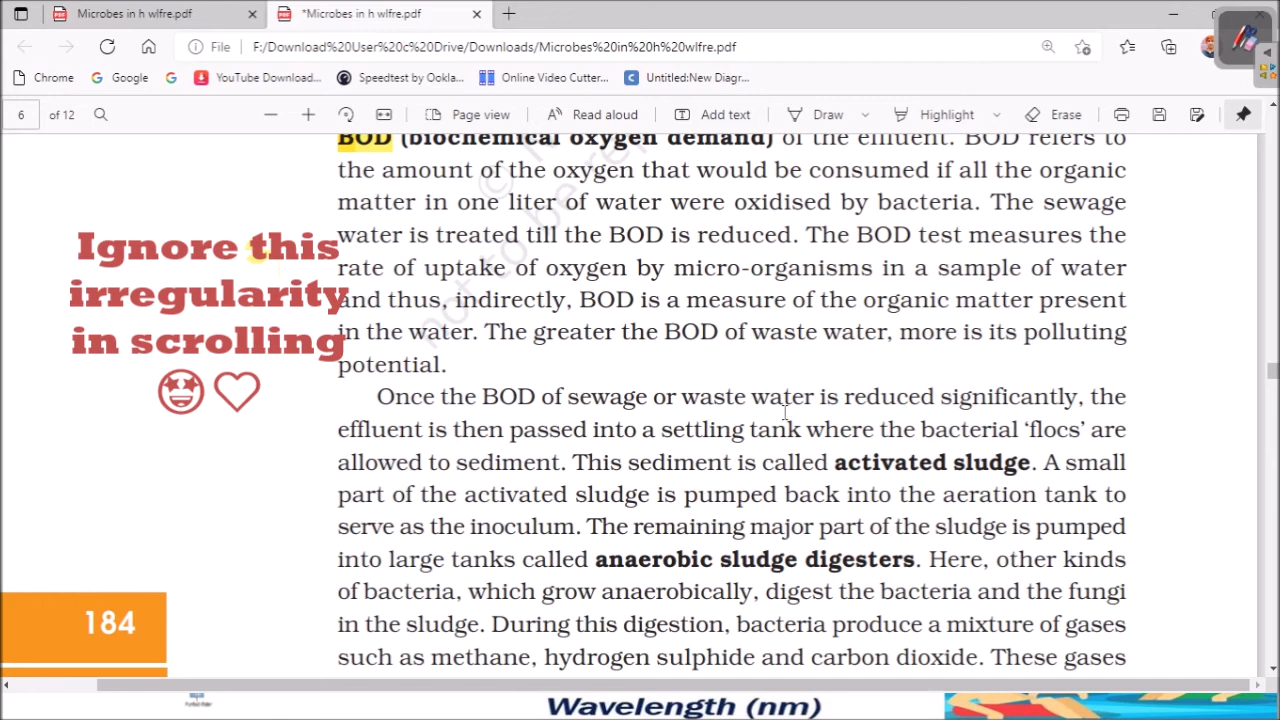 Microbes in h wlfre.pdf
*Microbes in h wlfre.pdf
File F:/Download%20User%20c%20Drive/Downloads/Microbes%20in%20h%20wlfre.pdf
Chrome Google YouTube Download... Speedtest by Ookla... Online Video Cutter... Untitled:New Diagr...
6 of 12 Page view Read aloud Add text Draw Highlight Erase
BOD (biochemical oxygen demand) of the effluent. BOD refers to
the amount of the oxygen that would be consumed if all the organic
matter in one liter of water were oxidised by bacteria. The sewage
water is treated till the BOD is reduced. The BOD test measures the
rate of uptake of oxygen by micro-organisms in a sample of water
and thus, indirectly, BOD is a measure of the organic matter present
in the water. The greater the BOD of waste water, more is its polluting
potential.
Once the BOD of sewage or waste water is reduced significantly, the
effluent is then passed into a settling tank where the bacterial ‘flocs’ are
allowed to sediment. This sediment is called activated sludge. A small
part of the activated sludge is pumped back into the aeration tank to
serve as the inoculum. The remaining major part of the sludge is pumped
into large tanks called anaerobic sludge digesters. Here, other kinds
of bacteria, which grow anaerobically, digest the bacteria and the fungi
in the sludge. During this digestion, bacteria produce a mixture of gases
such as methane, hydrogen sulphide and carbon dioxide. These gases
Ignore this
irregularity
in scrolling
184
not to be re
Wavelength (nm)